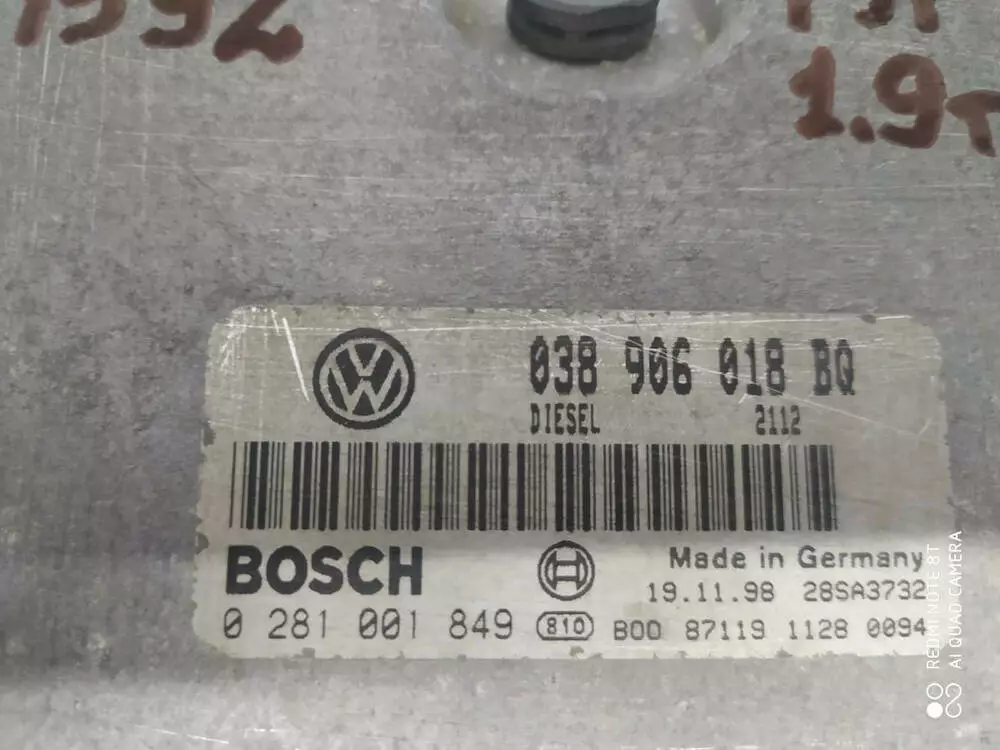 1.9T
038 906 018 BQ
DIESEL 2112
BOSCH
Made in Germany
19.11.98 28SA3732
0 281 001 849 810 B00 87119 1128 0094
REDMI NOTE 8T
AI QUAD CAMERA